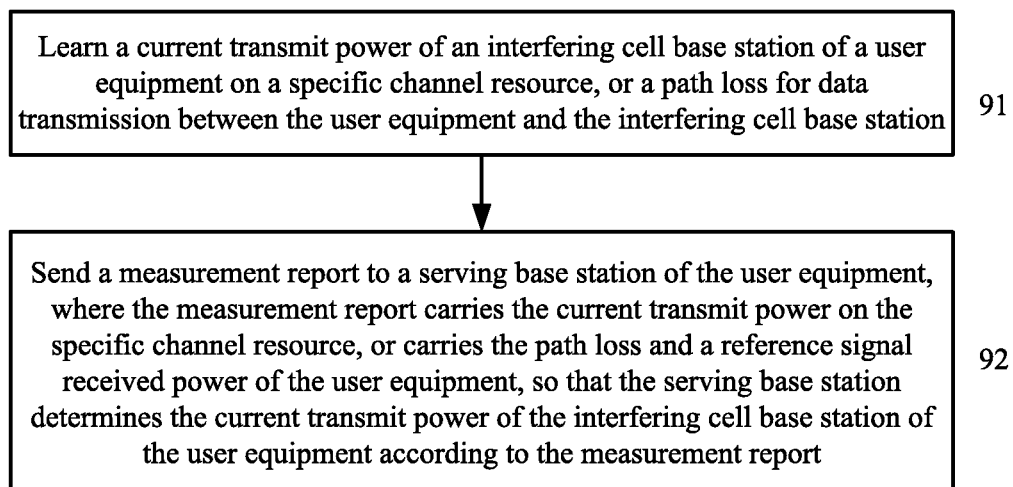 Learn a current transmit power of an interfering cell base station of a user
equipment on a specific channel resource, or a path loss for data
transmission between the user equipment and the interfering cell base station
91
Send a measurement report to a serving base station of the user equipment,
where the measurement report carries the current transmit power on the
specific channel resource, or carries the path loss and a reference signal
received power of the user equipment, so that the serving base station
determines the current transmit power of the interfering cell base station of
the user equipment according to the measurement report
92